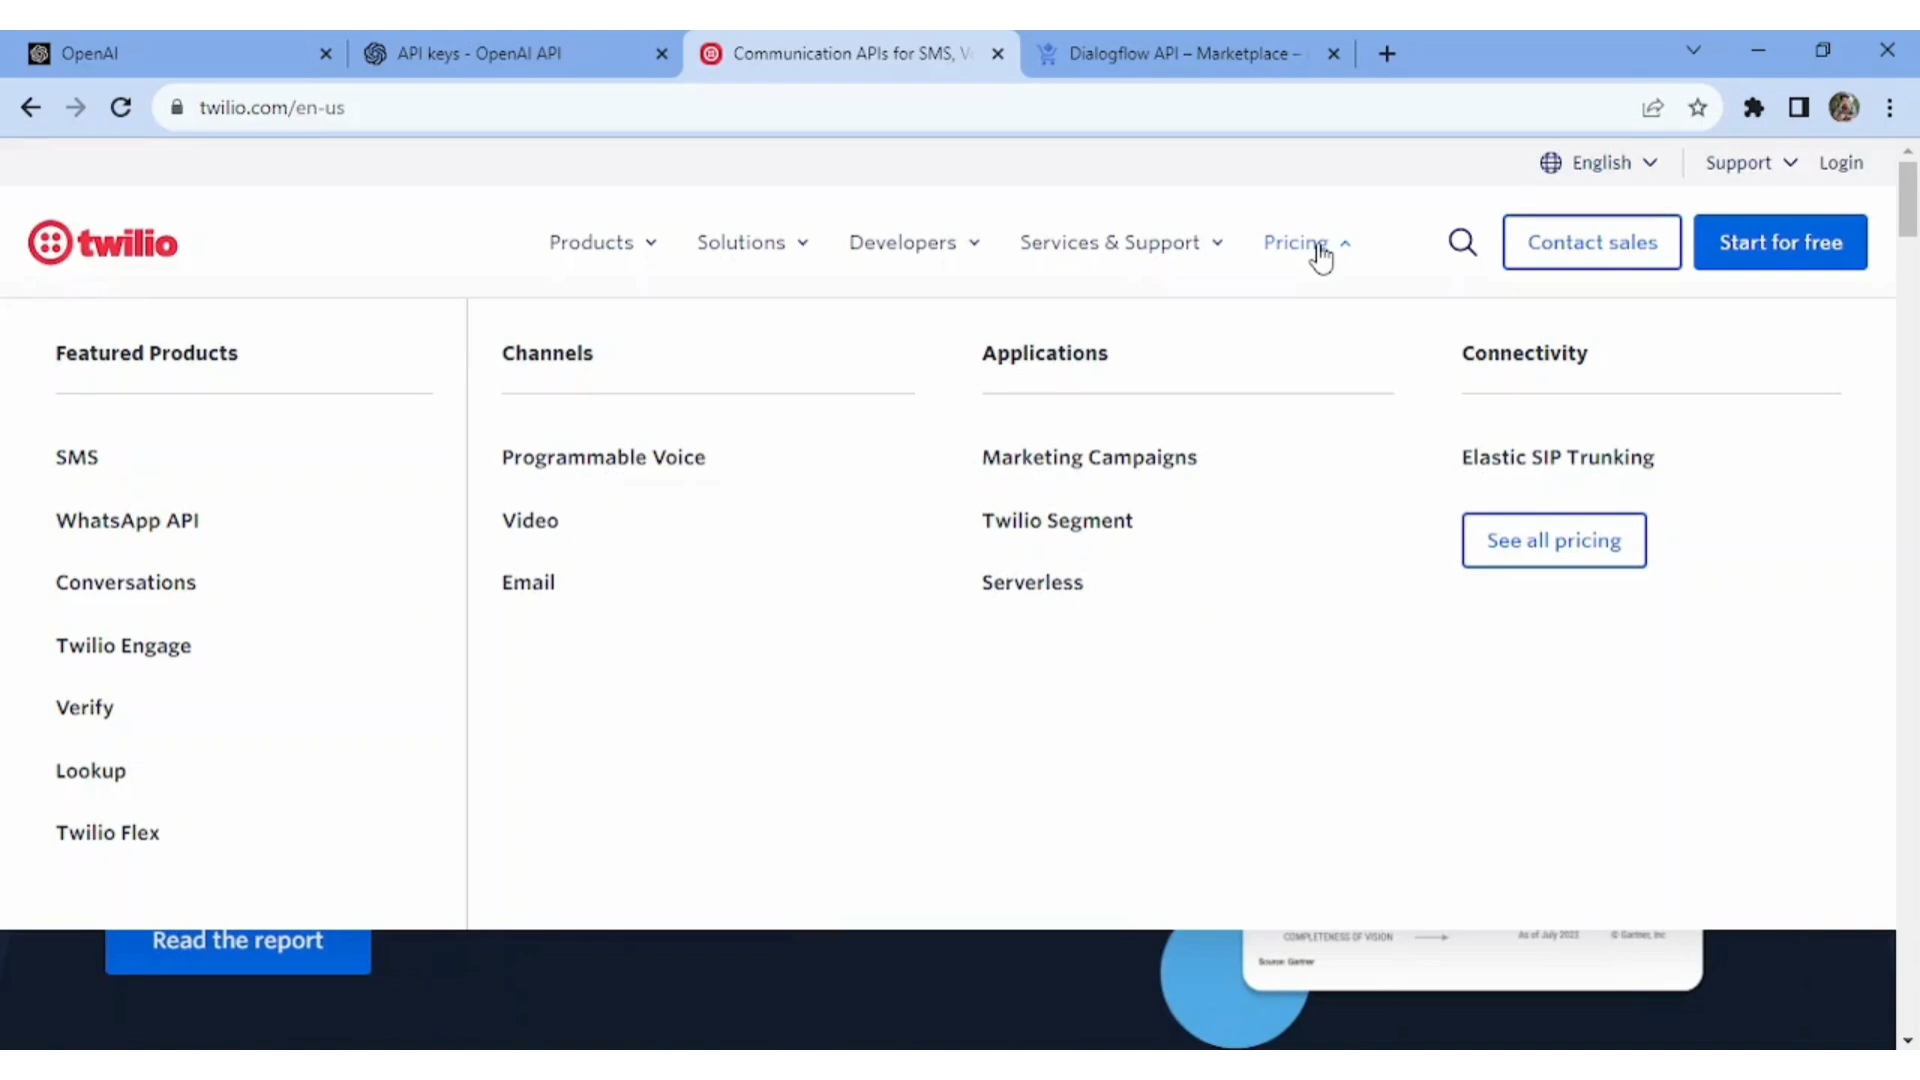 OpenAI
API keys - OpenAI API
Communication APIs for SMS, V
Dialogflow API – Marketplace –
twilio.com/en-us
English
Support
Login
twilio
Products
Solutions
Developers
Services & Support
Pricing
Contact sales
Start for free
Featured Products
Channels
Applications
Connectivity
SMS
Programmable Voice
Marketing Campaigns
Elastic SIP Trunking
WhatsApp API
Video
Twilio Segment
See all pricing
Conversations
Email
Serverless
Twilio Engage
Verify
Lookup
Twilio Flex
Read the report
COMPLETENESS OF VISION
As of July 2023
© Gartner, Inc
Source: Gartner